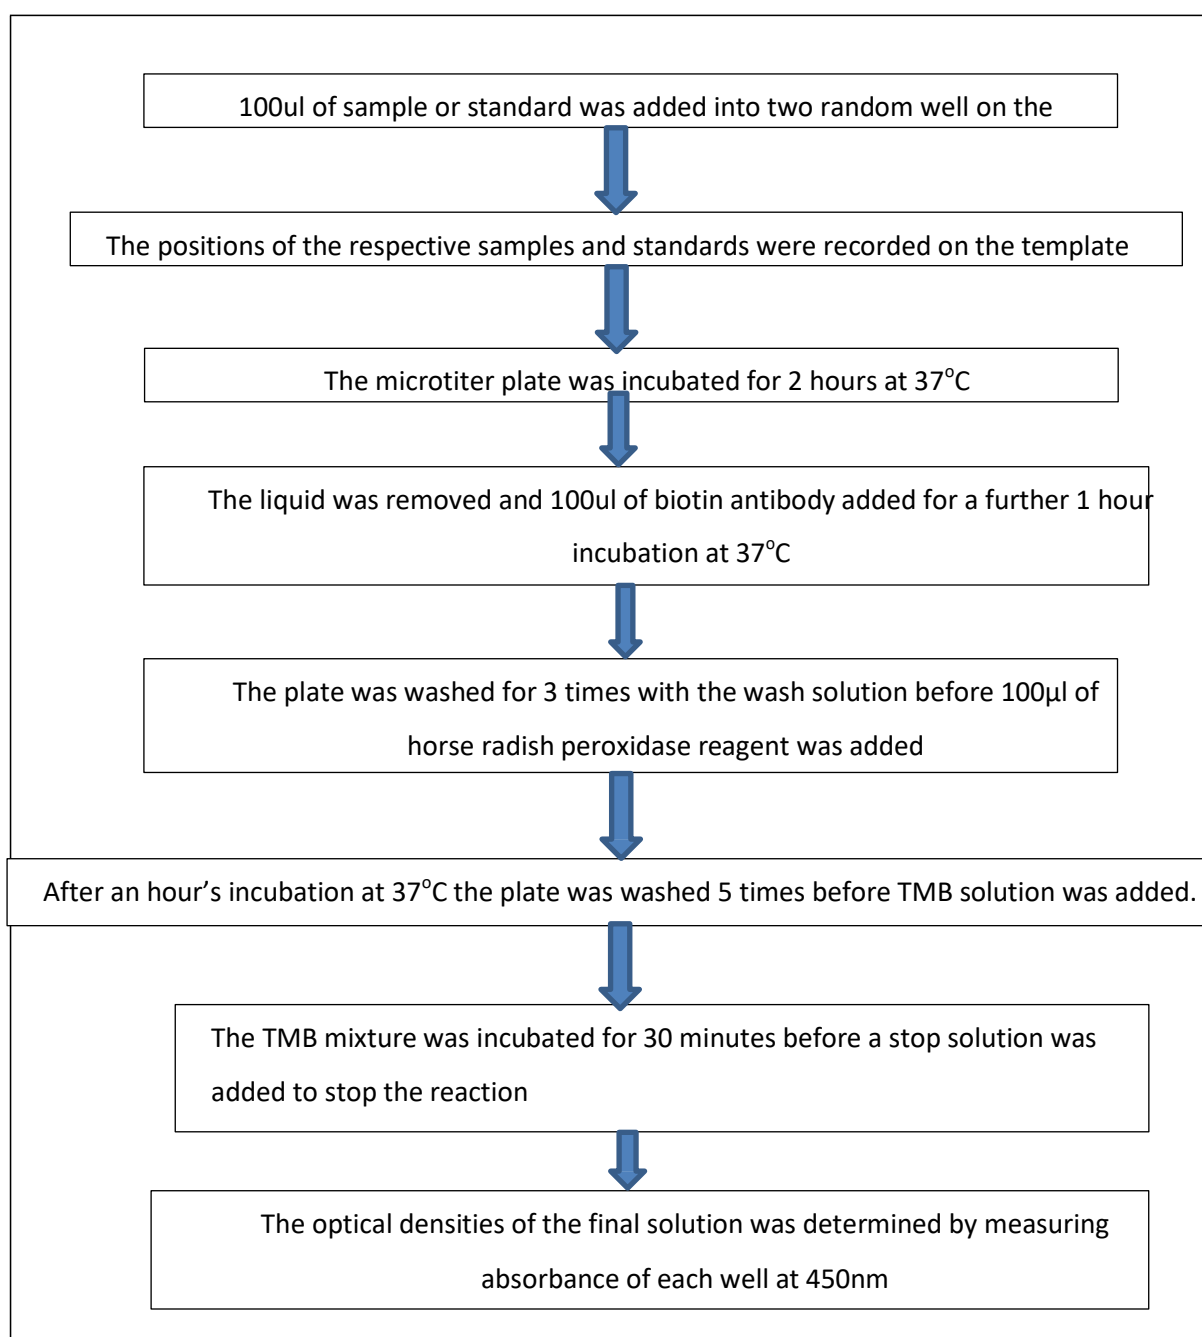 100ul of sample or standard was added into two random well on the
The positions of the respective samples and standards were recorded on the template
The microtiter plate was incubated for 2 hours at 37°C
The liquid was removed and 100ul of biotin antibody added for a further 1 hour
incubation at 37°C
The plate was washed for 3 times with the wash solution before 100µl of
horse radish peroxidase reagent was added
After an hour’s incubation at 37°C the plate was washed 5 times before TMB solution was added.
The TMB mixture was incubated for 30 minutes before a stop solution was
added to stop the reaction
The optical densities of the final solution was determined by measuring
absorbance of each well at 450nm